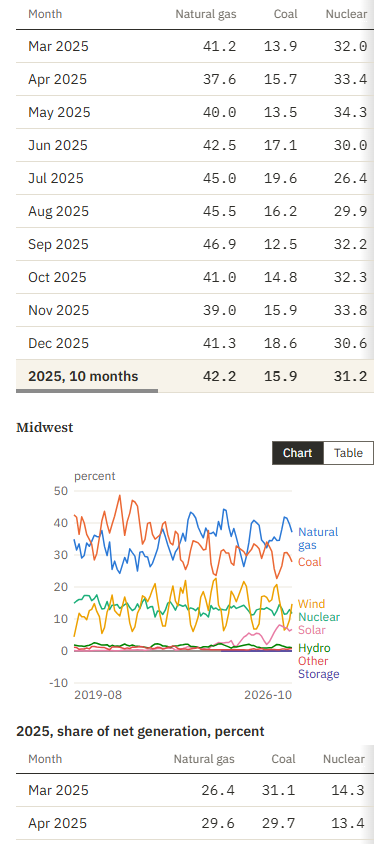 Month Natural gas Coal Nuclear
Mar 2025 41.2 13.9 32.0
Apr 2025 37.6 15.7 33.4
May 2025 40.0 13.5 34.3
Jun 2025 42.5 17.1 30.0
Jul 2025 45.0 19.6 26.4
Aug 2025 45.5 16.2 29.9
Sep 2025 46.9 12.5 32.2
Oct 2025 41.0 14.8 32.3
Nov 2025 39.0 15.9 33.8
Dec 2025 41.3 18.6 30.6
2025, 10 months 42.2 15.9 31.2
Midwest
Chart Table
percent
50
40
30
20
10
0
-10
Natural
gas
Coal
Wind
Nuclear
Solar
Hydro
Other
Storage
2019-08 2026-10
2025, share of net generation, percent
Month Natural gas Coal Nuclear
Mar 2025 26.4 31.1 14.3
Apr 2025 29.6 29.7 13.4